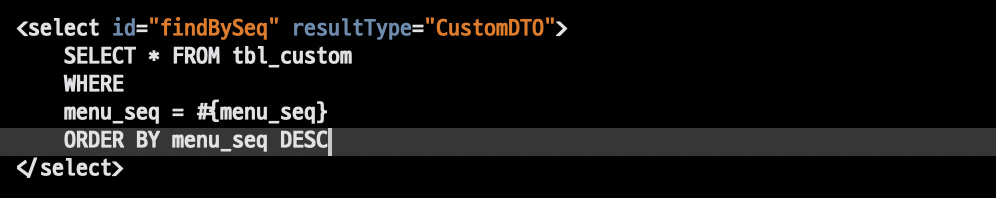 <select id="findBySeq" resultType="CustomDTO">
SELECT * FROM tbl_custom
WHERE
menu_seq = #{menu_seq}
ORDER BY menu_seq DESC
</select>